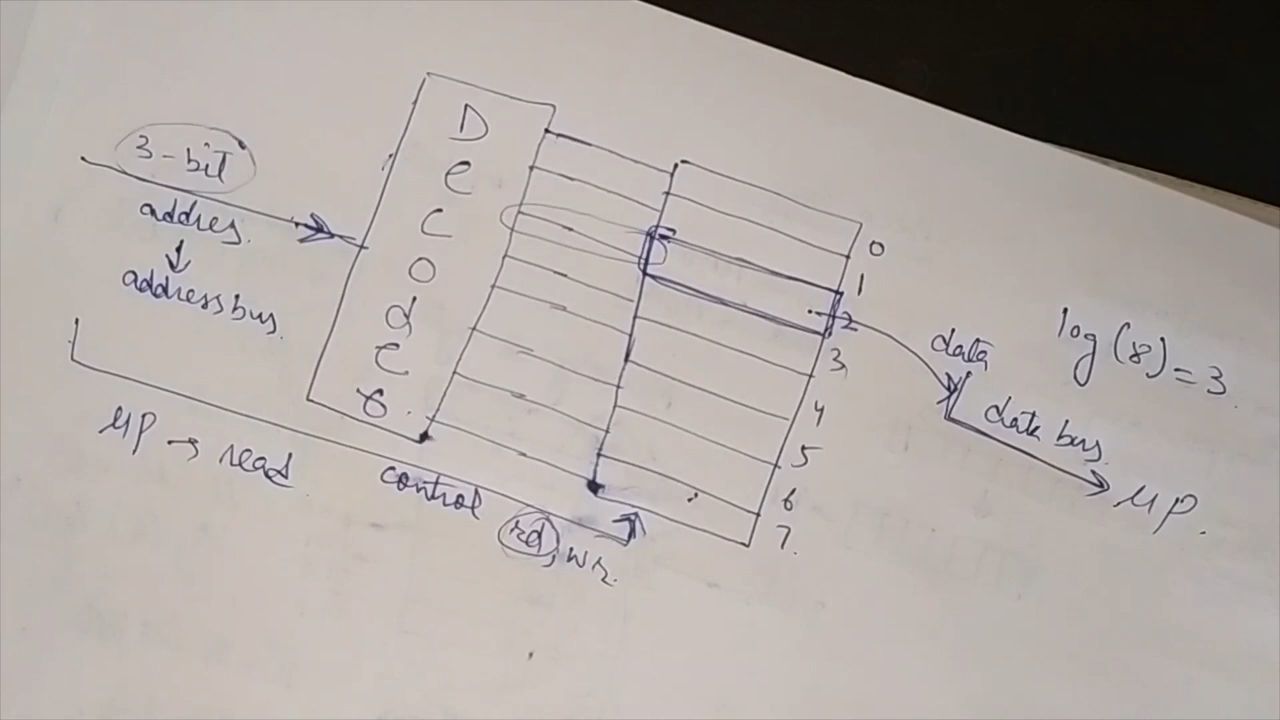 3-bit
addres.
↓
address bus.
D
e
c
o
d
e
r.
0
1
2
3
4
5
6
7.
data
data bus.
μP.
log(8)=3.
μP → read
control
rd, wr.